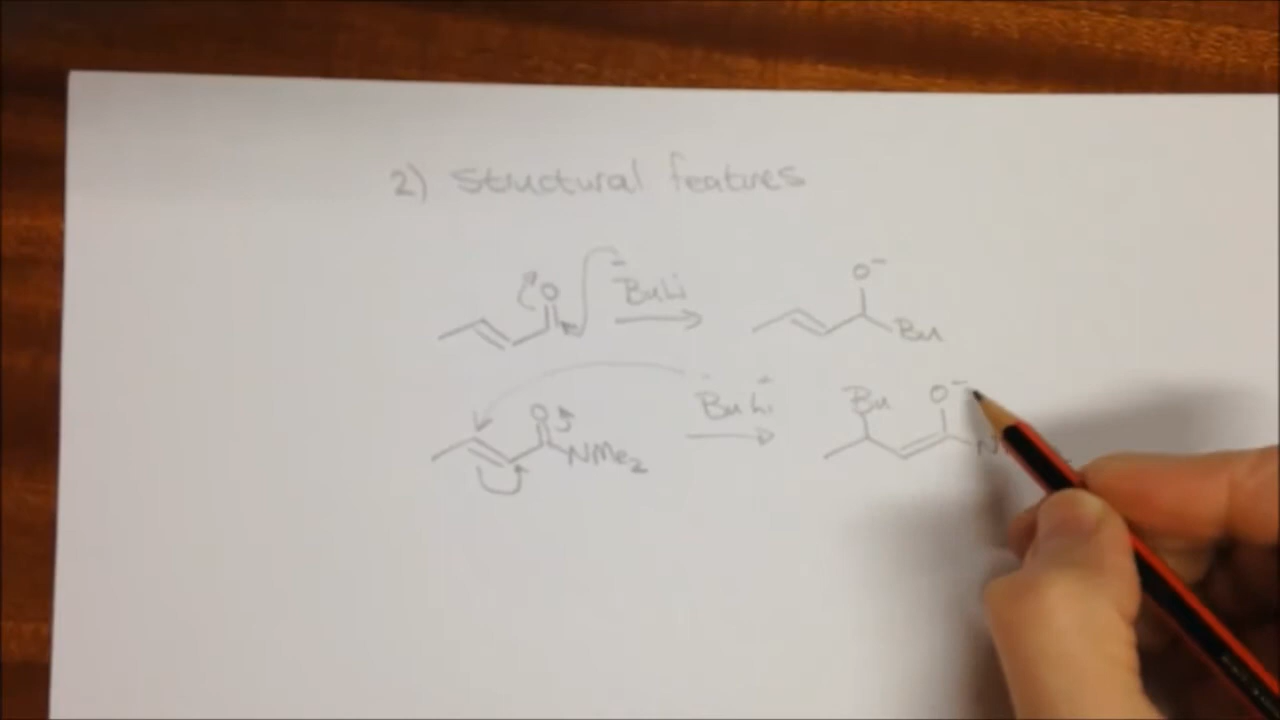 2) Structural features
O BuLi O⁻
Bu
O NMe₂ BuLi Bu O⁻